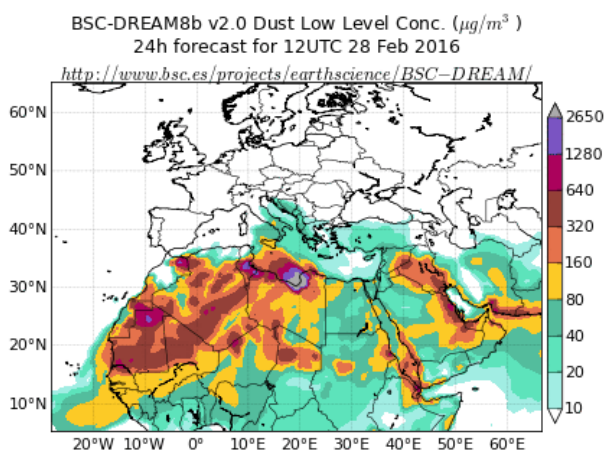 BSC-DREAM8b v2.0 Dust Low Level Conc. (μg/m³ )
24h forecast for 12UTC 28 Feb 2016
http://www.bsc.es/projects/earthscience/BSC−DREAM/
60°N
50°N
40°N
30°N
20°N
10°N
20°W 10°W 0° 10°E 20°E 30°E 40°E 50°E 60°E
2650
1280
640
320
160
80
40
20
10